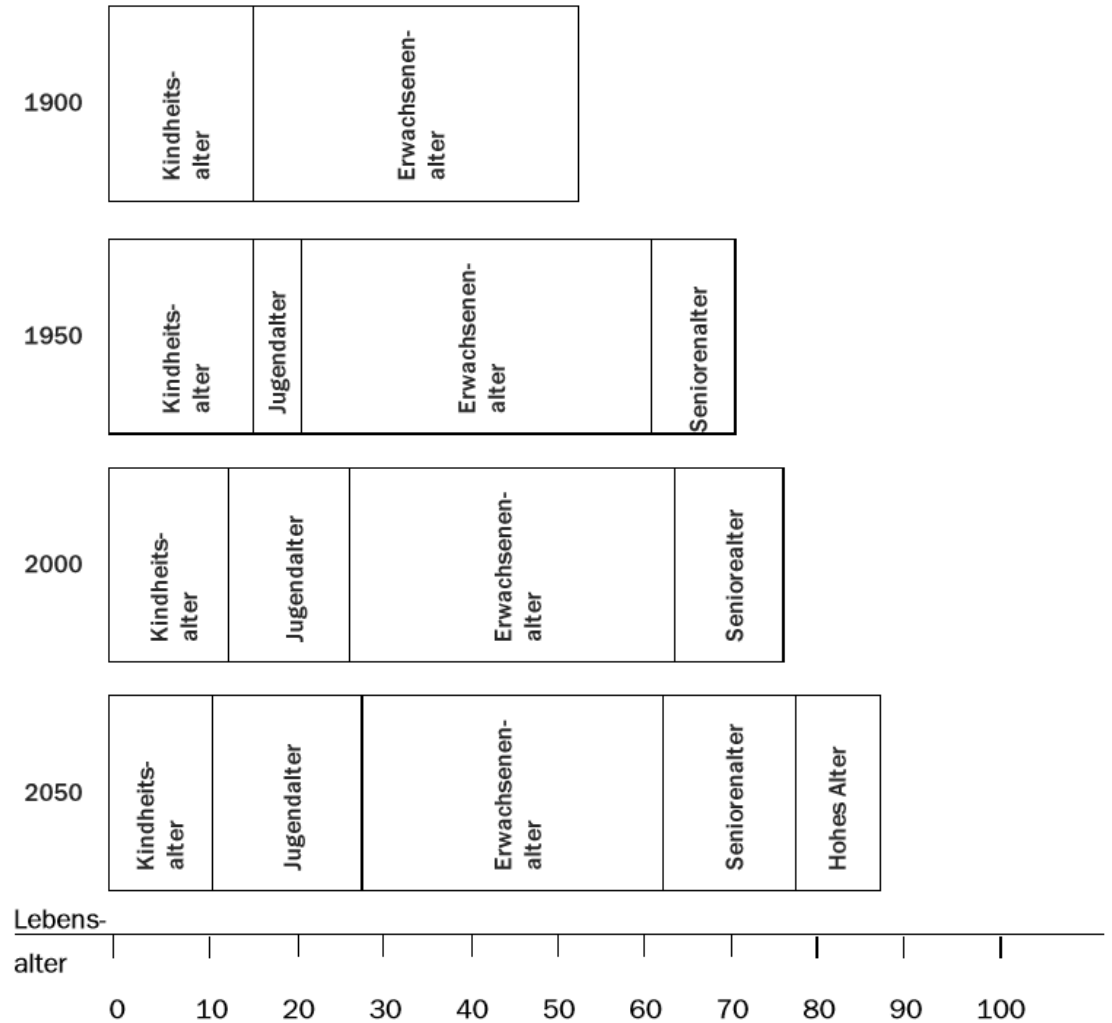 1900
Kindheits-
alter
Erwachsenen-
alter
1950
Kindheits-
alter
Jugendalter
Erwachsenen-
alter
Seniorenalter
2000
Kindheits-
alter
Jugendalter
Erwachsenen-
alter
Seniorealter
2050
Kindheits-
alter
Jugendalter
Erwachsenen-
alter
Seniorenalter
Hohes Alter
Lebens-
alter
0 10 20 30 40 50 60 70 80 90 100